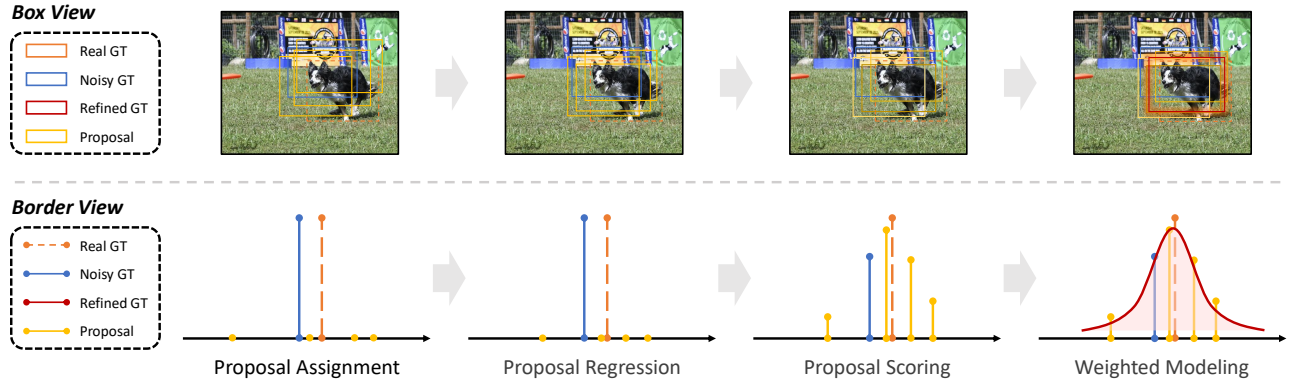 Box View
Real GT
Noisy GT
Refined GT
Proposal
Border View
Real GT
Noisy GT
Refined GT
Proposal
Proposal Assignment
Proposal Regression
Proposal Scoring
Weighted Modeling